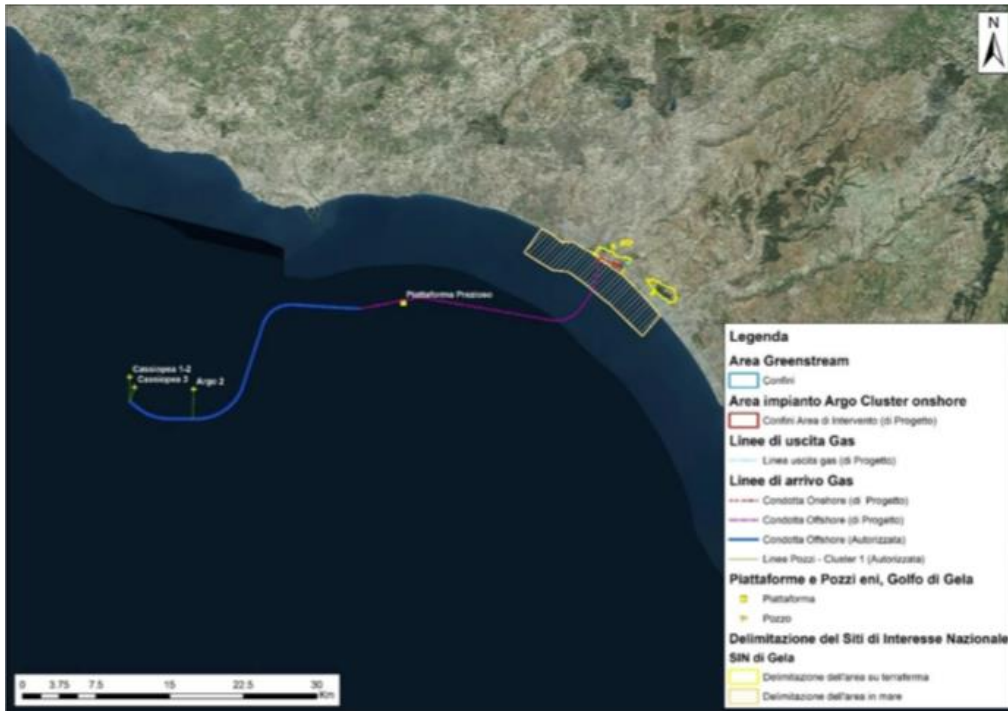 N
Piattaforma Prezioso
Cassiopea 1-2
Cassiopea 3
Argo 2
Legenda
Area Greenstream
Confini
Area impianto Argo Cluster onshore
Confini Area di Intervento (di Progetto)
Linee di uscita Gas
Linea uscita gas (di Progetto)
Linee di arrivo Gas
Condotta Onshore (di Progetto)
Condotta Offshore (di Progetto)
Condotta Offshore (Autorizzata)
Linee Pozzi - Cluster 1 (Autorizzata)
Piattaforme e Pozzi eni, Golfo di Gela
Piattaforma
Pozzo
Delimitazione del Siti di Interesse Nazionale
SIN di Gela
Delimitazione dell'area su terraferma
Delimitazione dell'area in mare
0 3.75 7.5 15 22.5 30
Km